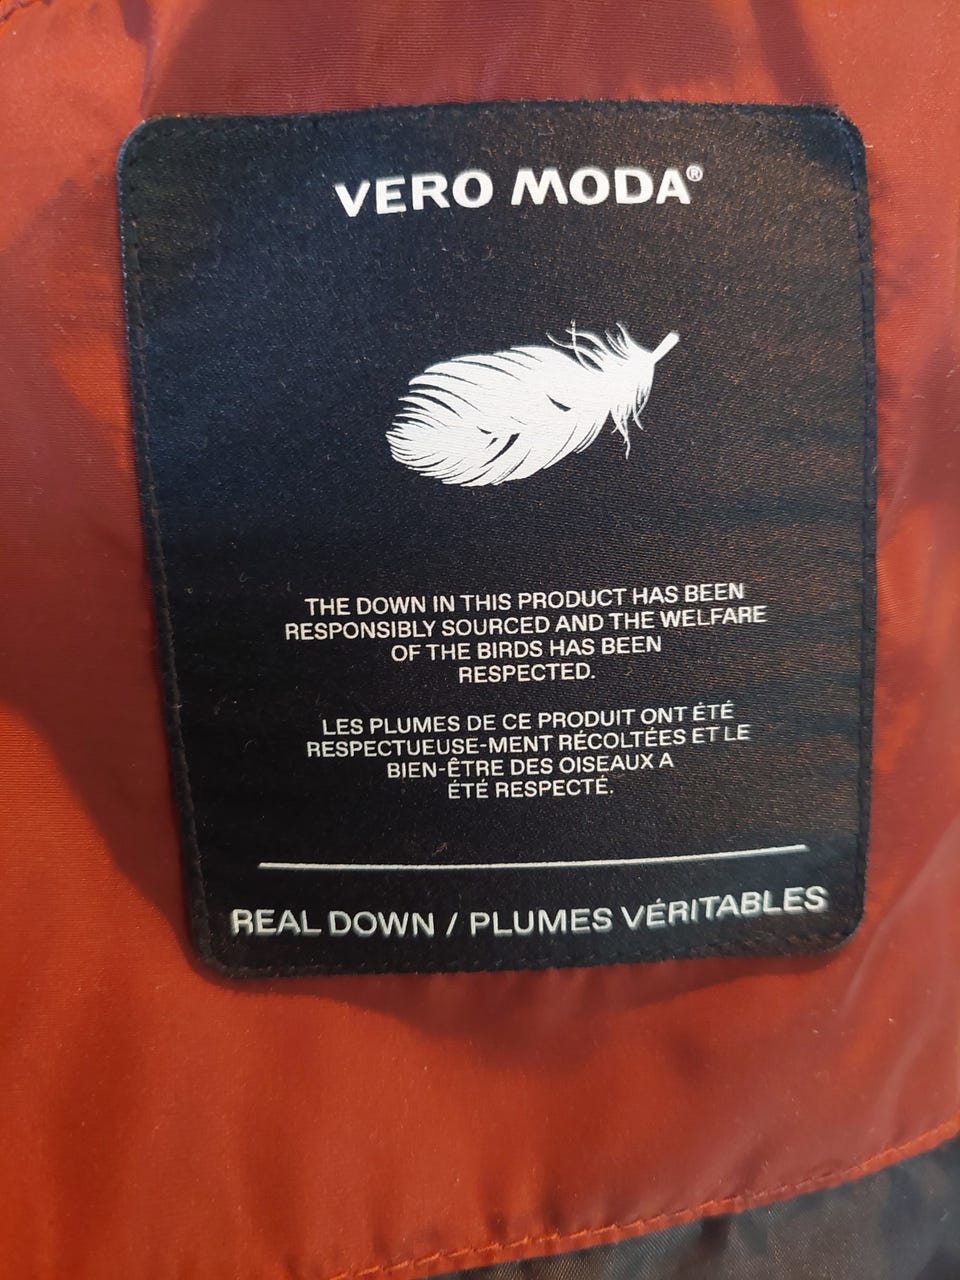 VERO MODA®
THE DOWN IN THIS PRODUCT HAS BEEN
RESPONSIBLY SOURCED AND THE WELFARE
OF THE BIRDS HAS BEEN
RESPECTED.
LES PLUMES DE CE PRODUIT ONT ÉTÉ
RESPECTUEUSE-MENT RÉCOLTÉES ET LE
BIEN-ÊTRE DES OISEAUX A
ÉTÉ RESPECTÉ.
REAL DOWN / PLUMES VÉRITABLES